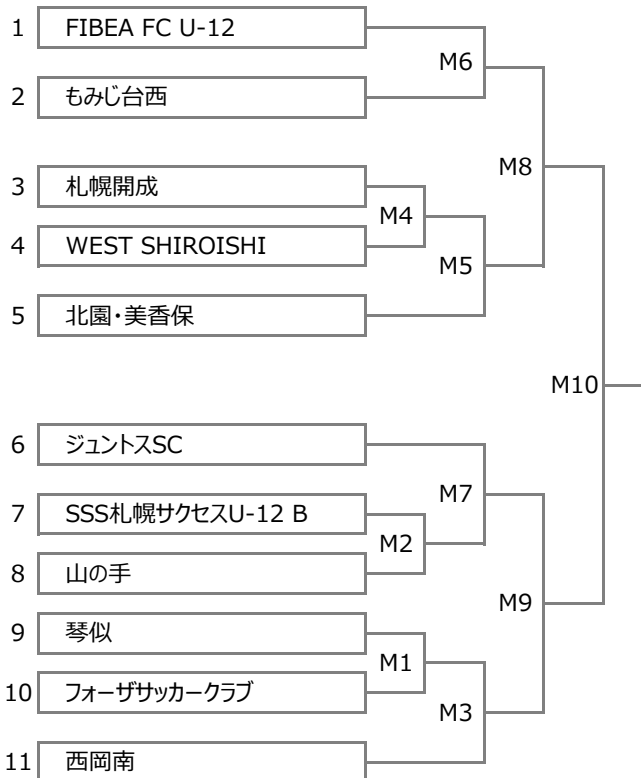 1 FIBEA FC U-12
M6
2 もみじ台西
M8
3 札幌開成
M4
4 WEST SHIROISHI
M5
5 北園・美香保
M10
6 ジュントスSC
M7
7 SSS札幌サクセスU-12 B
M2
8 山の手
M9
9 琴似
M1
10 フォーザサッカークラブ
M3
11 西岡南